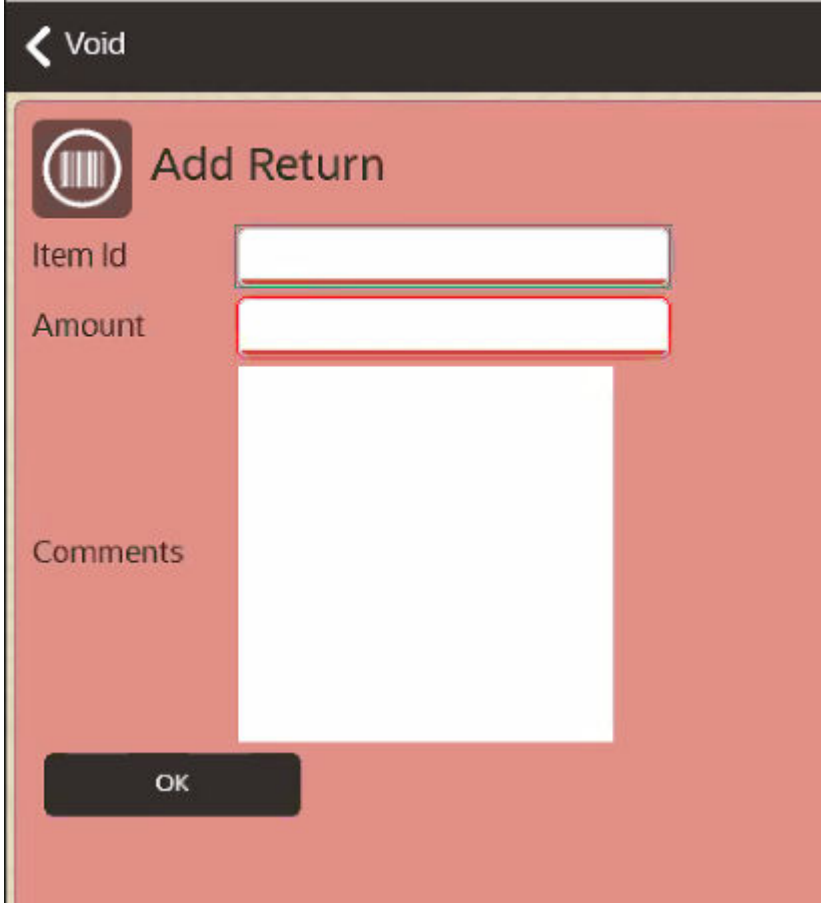 Void
Add Return
Item Id
Amount
Comments
OK